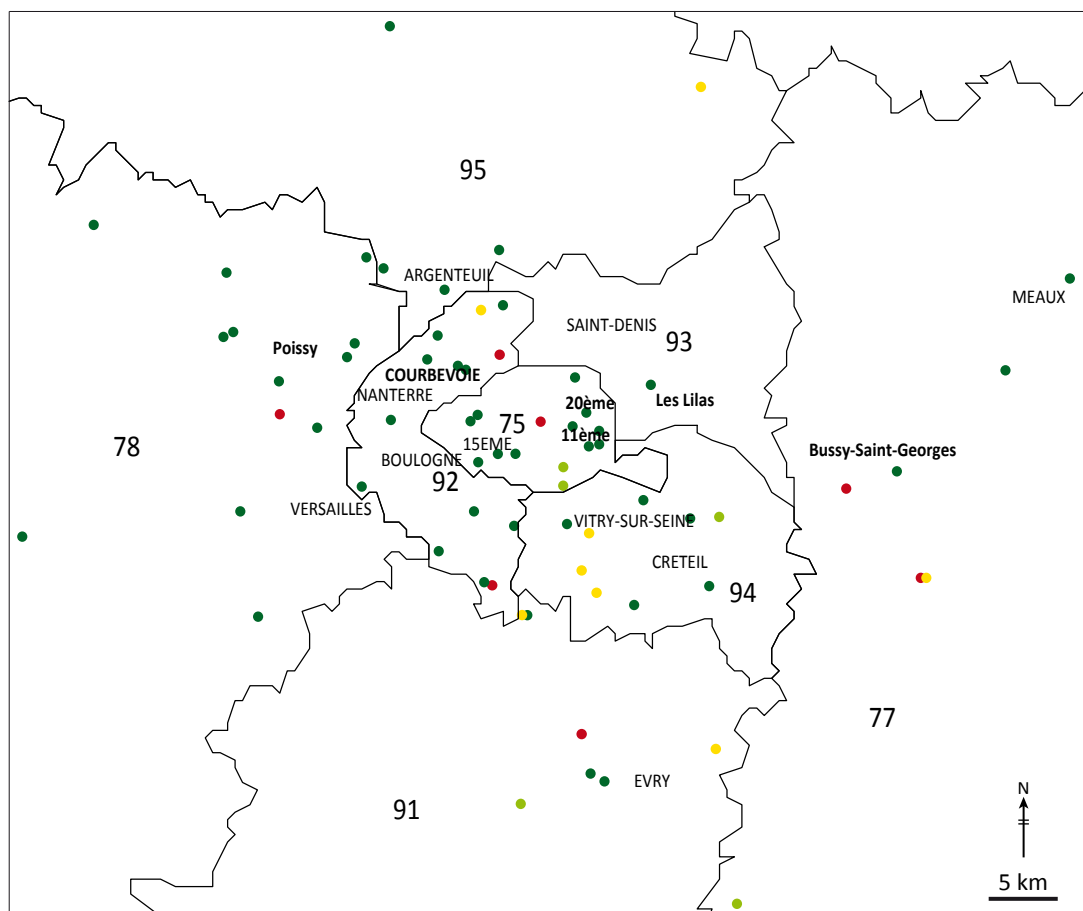 95
ARGENTEUIL
MEAUX
SAINT-DENIS
93
Poissy
COURBEVOIE
NANTERRE
Les Lilas
20ème
75
11ème
15EME
78
BOULOGNE
Bussy-Saint-Georges
92
VERSAILLES
VITRY-SUR-SEINE
CRETEIL
94
77
EVRY
91
N
5 km